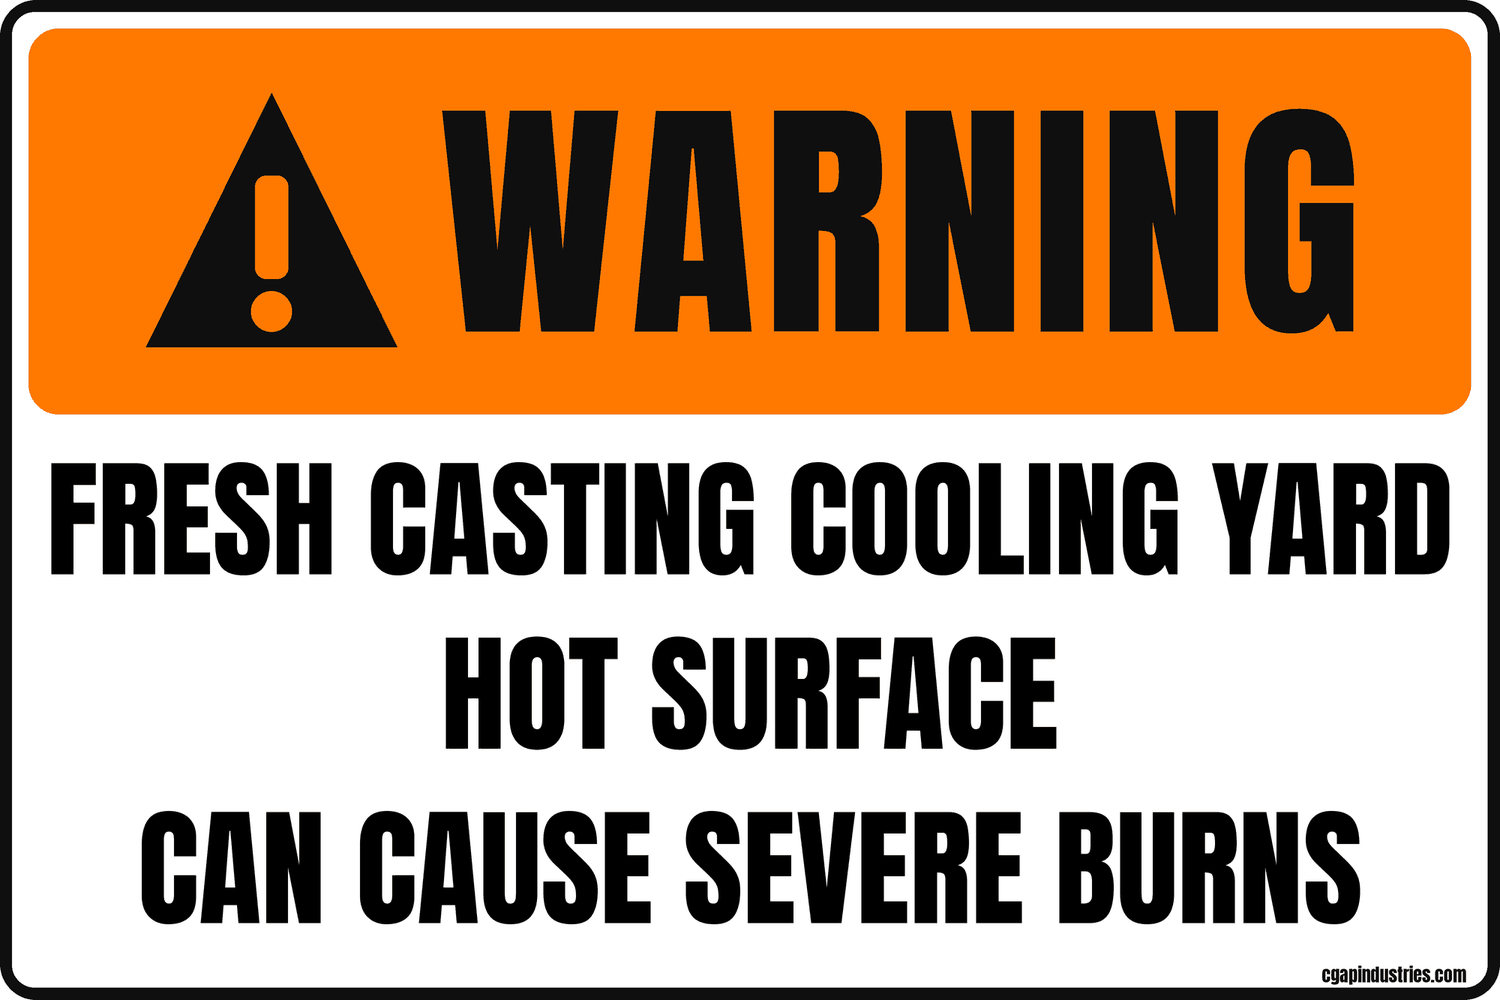 WARNING
FRESH CASTING COOLING YARD
HOT SURFACE
CAN CAUSE SEVERE BURNS
cgapindustries.com